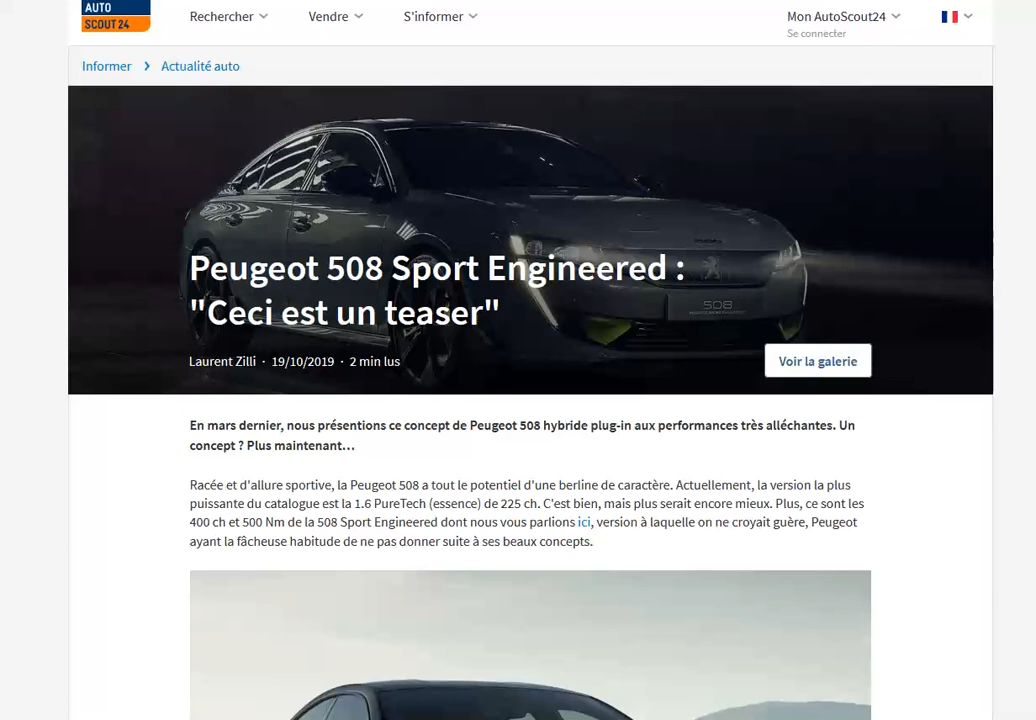 AUTO
SCOUT 24
Rechercher
Vendre
S'informer
Mon AutoScout24
Se connecter
Informer
Actualité auto
Peugeot 508 Sport Engineered :
"Ceci est un teaser"
Laurent Zilli · 19/10/2019 · 2 min lus
Voir la galerie
508
En mars dernier, nous présentions ce concept de Peugeot 508 hybride plug-in aux performances très alléchantes. Un
concept ? Plus maintenant…
Racée et d'allure sportive, la Peugeot 508 a tout le potentiel d'une berline de caractère. Actuellement, la version la plus
puissante du catalogue est la 1.6 PureTech (essence) de 225 ch. C'est bien, mais plus serait encore mieux. Plus, ce sont les
400 ch et 500 Nm de la 508 Sport Engineered dont nous vous parlions ici, version à laquelle on ne croyait guère, Peugeot
ayant la fâcheuse habitude de ne pas donner suite à ses beaux concepts.